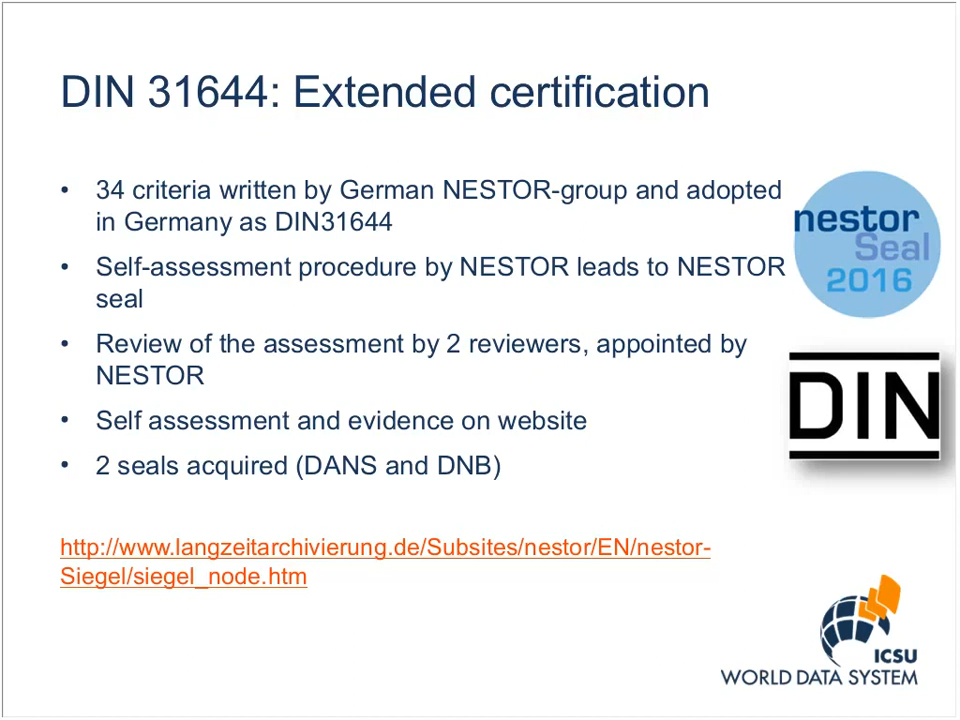 DIN 31644: Extended certification
• 34 criteria written by German NESTOR-group and adopted
in Germany as DIN31644
• Self-assessment procedure by NESTOR leads to NESTOR
seal
• Review of the assessment by 2 reviewers, appointed by
NESTOR
• Self assessment and evidence on website
• 2 seals acquired (DANS and DNB)
http://www.langzeitarchivierung.de/Subsites/nestor/EN/nestor-
Siegel/siegel_node.htm
nestor
Seal
2016
DIN
ICSU
WORLD DATA SYSTEM